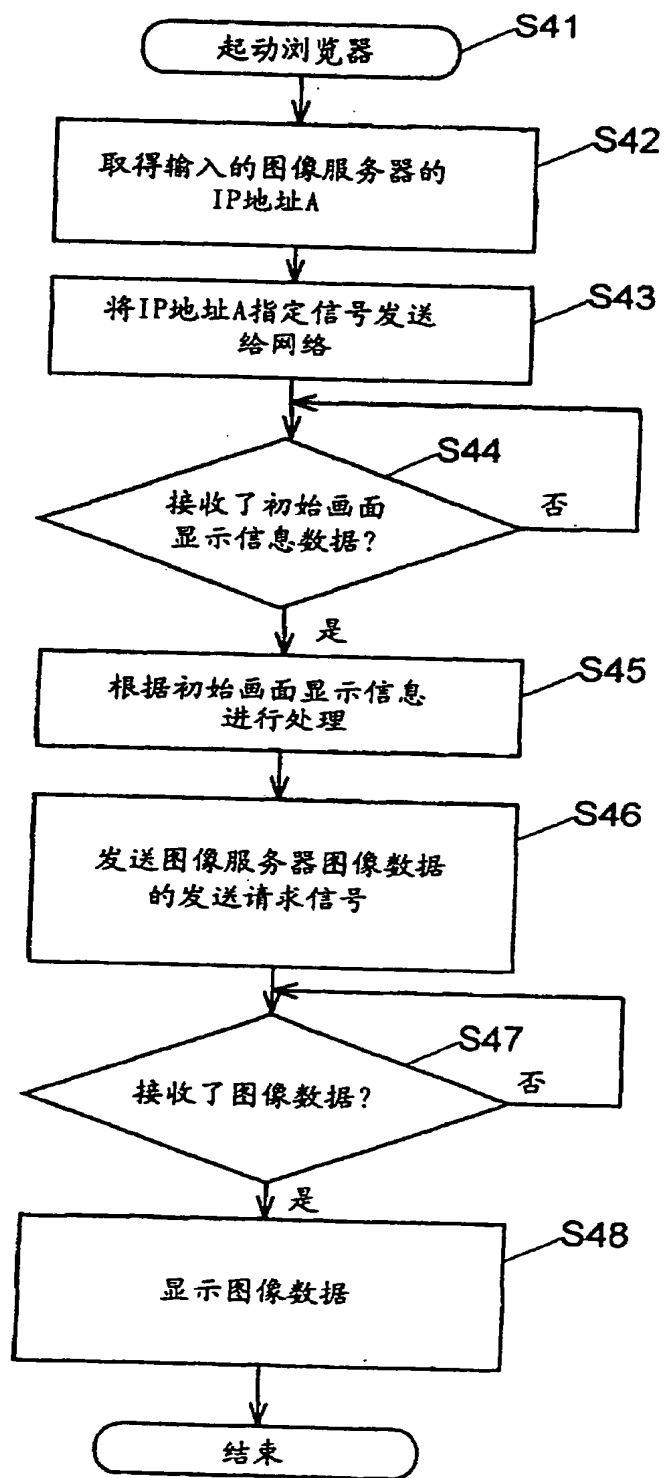 S41
起动浏览器
S42
取得输入的图像服务器的
IP地址A
S43
将IP地址A指定信号发送
给网络
S44
接收了初始画面
显示信息数据?
否
是
S45
根据初始画面显示信息
进行处理
S46
发送图像服务器图像数据
的发送请求信号
S47
接收了图像数据?
否
是
S48
显示图像数据
结束